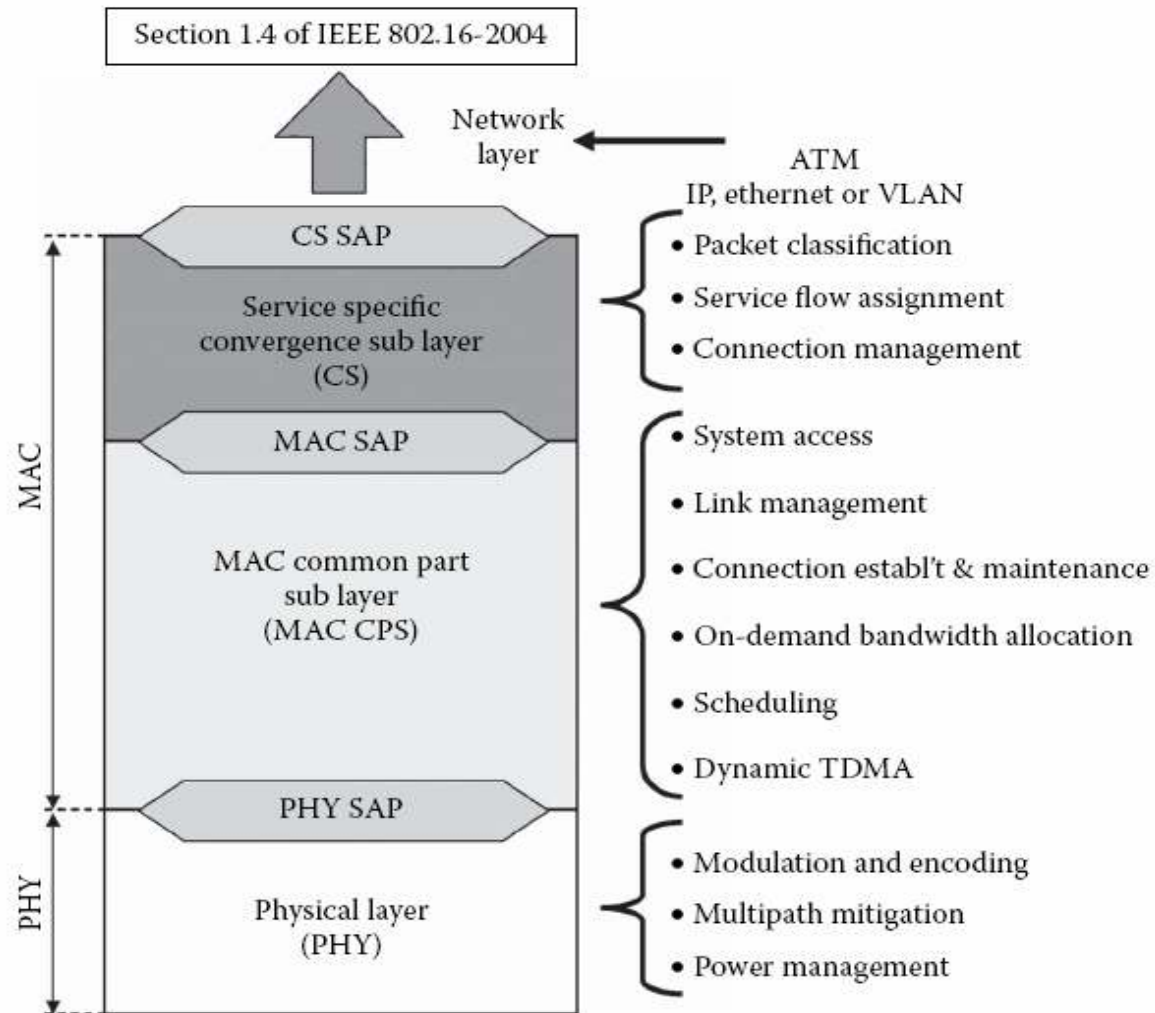 Section 1.4 of IEEE 802.16-2004
Network
layer
ATM
IP, ethernet or VLAN
CS SAP
• Packet classification
Service specific
convergence sub layer
(CS)
• Service flow assignment
• Connection management
MAC
MAC SAP
• System access
• Link management
MAC common part
sub layer
(MAC CPS)
• Connection establ't & maintenance
• On-demand bandwidth allocation
• Scheduling
• Dynamic TDMA
PHY SAP
PHY
Physical layer
(PHY)
• Modulation and encoding
• Multipath mitigation
• Power management